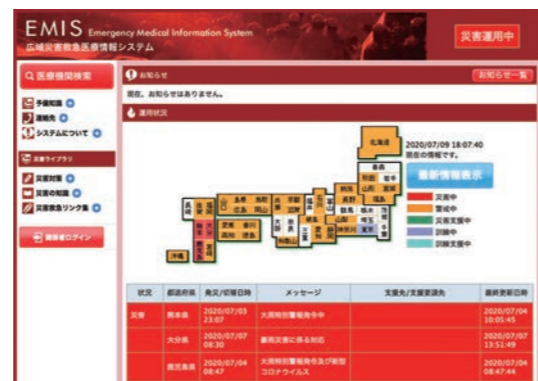 EMIS Emergency Medical Information System
広域災害救急医療情報システム
災害運用中
医療機関検索
予備知識
連絡先
システムについて
災害ライブラリ
災害対策
災害の知識
災害救急リンク集
関係者ログイン
お知らせ
お知らせ一覧
現在、お知らせはありません。
運用状況
2020/07/09 18:07:40
現在の情報です。
最新情報表示
災害中
警戒中
災害支援中
訓練中
訓練支援中
北海道
青森
秋田 岩手
山形 宮城
福島
新潟
長野
群馬 栃木
山梨 埼玉
神奈川 東京
茨城
千葉
富山
石川
福井
岐阜
静岡
愛知
三重
京都
滋賀
兵庫
大阪
奈良
和歌山
島根 鳥取
広島 岡山
山口
愛媛 香川
高知 徳島
長崎
佐賀 福岡
熊本 大分
鹿児島
宮崎
沖縄
状況 都道府県 発災/切替日時 メッセージ 支援先/支援要請先 最終更新日時
災害 熊本県 2020/07/03 23:07 大雨特別警報発令中 2020/07/04 10:05:45
大分県 2020/07/07 08:30 豪雨災害に係る対応 2020/07/07 13:51:49
鹿児島県 2020/07/04 08:47 大雨特別警報発令及び新型コロナウイルス 2020/07/04 08:47:44